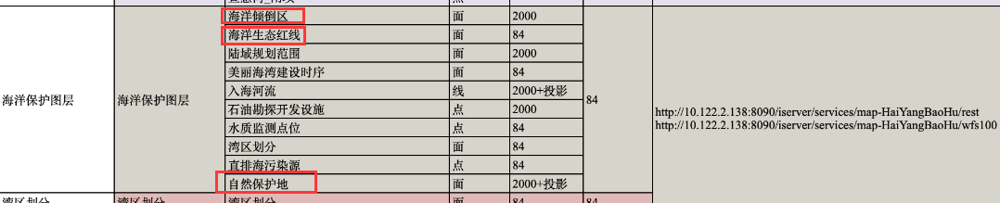 点
海洋倾倒区 面 2000
海洋生态红线 面 84
陆域规划范围 面 2000
美丽海湾建设时序 面 84
入海河流 线 2000+投影
海洋保护图层 海洋保护图层 84
石油勘探开发设施 点 2000
http://10.122.2.138:8090/iserver/services/map-HaiYangBaoHu/rest
水质监测点位 点 84
http://10.122.2.138:8090/iserver/services/map-HaiYangBaoHu/wfs100
湾区划分 面 84
直排海污染源 点 84
自然保护地 面 2000+投影
湾区划分 湾区划分 湾区划分 面 84 84